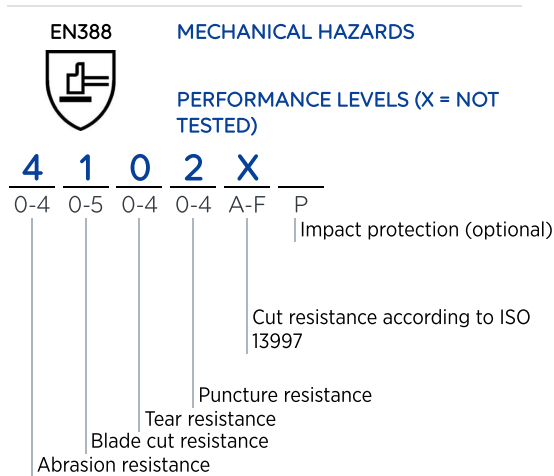 EN388
MECHANICAL HAZARDS
PERFORMANCE LEVELS (X = NOT
TESTED)
4 1 0 2 X
0-4 0-5 0-4 0-4 A-F P
Impact protection (optional)
Cut resistance according to ISO
13997
Puncture resistance
Tear resistance
Blade cut resistance
Abrasion resistance